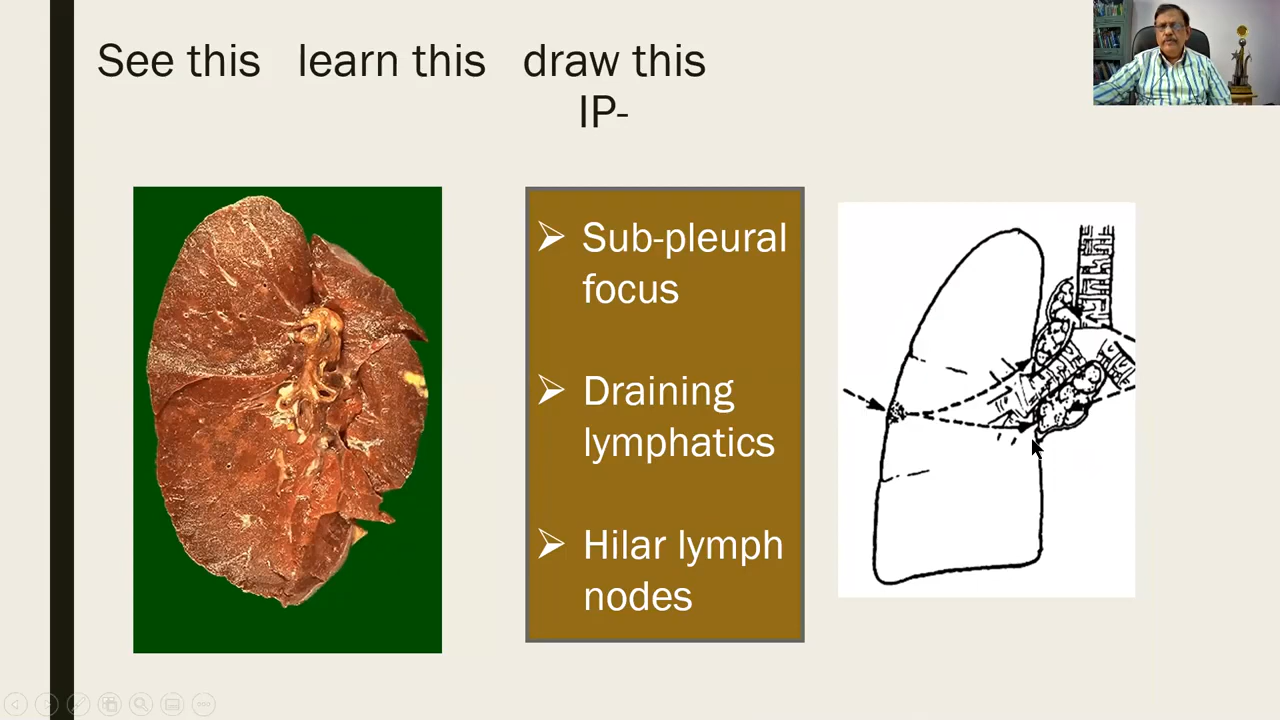 See this   learn this   draw this
IP-
Sub-pleural
focus
Draining
lymphatics
Hilar lymph
nodes